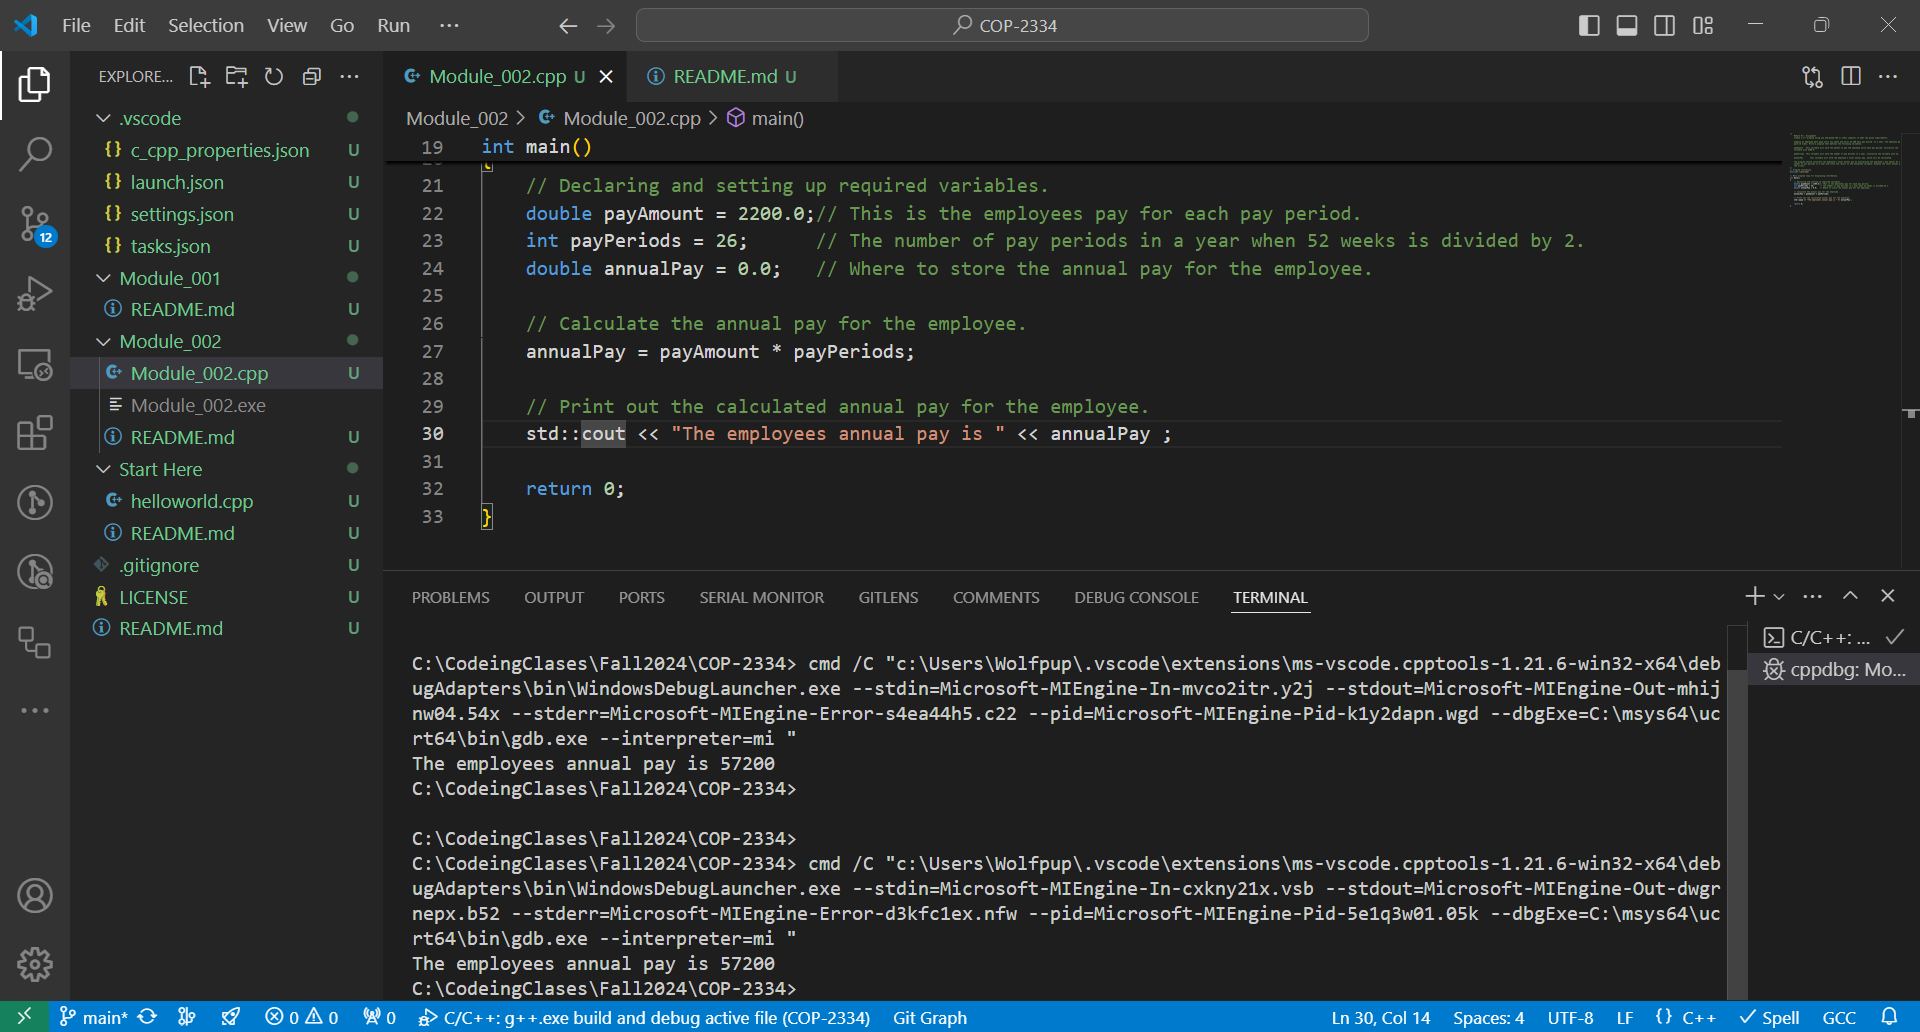 File Edit Selection View Go Run ···
COP-2334
EXPLORE...
.vscode
{} c_cpp_properties.json U
{} launch.json U
{} settings.json U
{} tasks.json U
Module_001
README.md U
Module_002
Module_002.cpp U
Module_002.exe
README.md U
Start Here
helloworld.cpp U
README.md U
.gitignore U
LICENSE U
README.md U
12
Module_002.cpp U
README.md U
Module_002 > Module_002.cpp > main()
19 int main()
{
21 // Declaring and setting up required variables.
22 double payAmount = 2200.0;// This is the employees pay for each pay period.
23 int payPeriods = 26; // The number of pay periods in a year when 52 weeks is divided by 2.
24 double annualPay = 0.0; // Where to store the annual pay for the employee.
25
26 // Calculate the annual pay for the employee.
27 annualPay = payAmount * payPeriods;
28
29 // Print out the calculated annual pay for the employee.
30 std::cout << "The employees annual pay is " << annualPay ;
31
32 return 0;
33 }
PROBLEMS OUTPUT PORTS SERIAL MONITOR GITLENS COMMENTS DEBUG CONSOLE TERMINAL
C:\CodeingClases\Fall2024\COP-2334> cmd /C "c:\Users\Wolfpup\.vscode\extensions\ms-vscode.cpptools-1.21.6-win32-x64\deb
ugAdapters\bin\WindowsDebugLauncher.exe --stdin=Microsoft-MIEngine-In-mvco2itr.y2j --stdout=Microsoft-MIEngine-Out-mhij
nw04.54x --stderr=Microsoft-MIEngine-Error-s4ea44h5.c22 --pid=Microsoft-MIEngine-Pid-k1y2dapn.wgd --dbgExe=C:\msys64\uc
rt64\bin\gdb.exe --interpreter=mi "
The employees annual pay is 57200
C:\CodeingClases\Fall2024\COP-2334>
C:\CodeingClases\Fall2024\COP-2334>
C:\CodeingClases\Fall2024\COP-2334> cmd /C "c:\Users\Wolfpup\.vscode\extensions\ms-vscode.cpptools-1.21.6-win32-x64\deb
ugAdapters\bin\WindowsDebugLauncher.exe --stdin=Microsoft-MIEngine-In-cxkny21x.vsb --stdout=Microsoft-MIEngine-Out-dwgr
nepx.b52 --stderr=Microsoft-MIEngine-Error-d3kfc1ex.nfw --pid=Microsoft-MIEngine-Pid-5e1q3w01.05k --dbgExe=C:\msys64\uc
rt64\bin\gdb.exe --interpreter=mi "
The employees annual pay is 57200
C:\CodeingClases\Fall2024\COP-2334>
C/C++: ...
cppdbg: Mo...
main* 0 0 0 C/C++: g++.exe build and debug active file (COP-2334) Git Graph Ln 30, Col 14 Spaces: 4 UTF-8 LF {} C++ Spell GCC